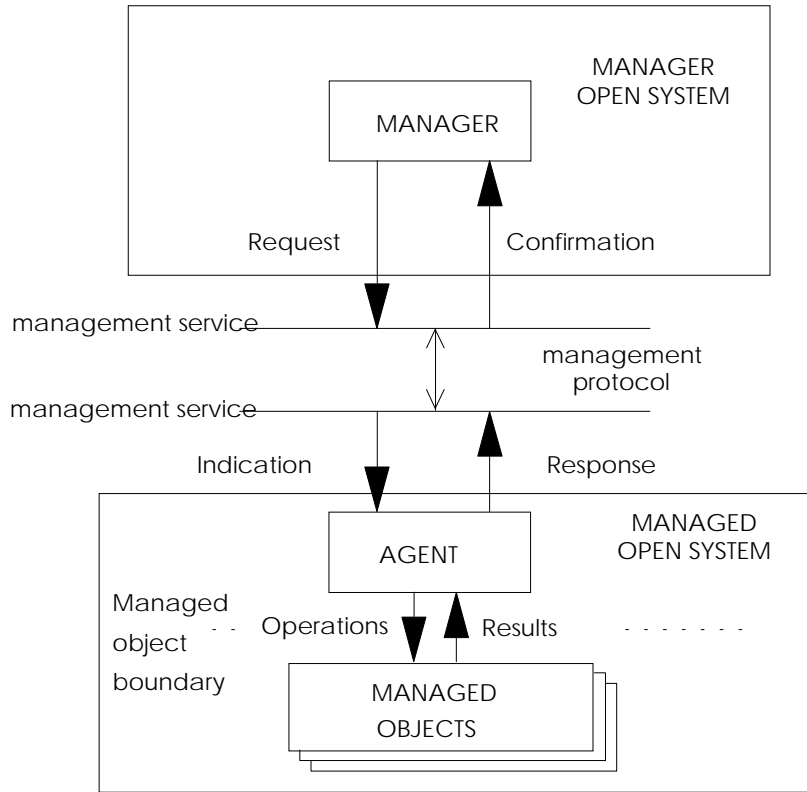 MANAGER
OPEN SYSTEM
MANAGER
Request
Confirmation
management service
management
protocol
management service
Indication
Response
MANAGED
OPEN SYSTEM
AGENT
Managed
object
boundary
Operations
Results
MANAGED
OBJECTS